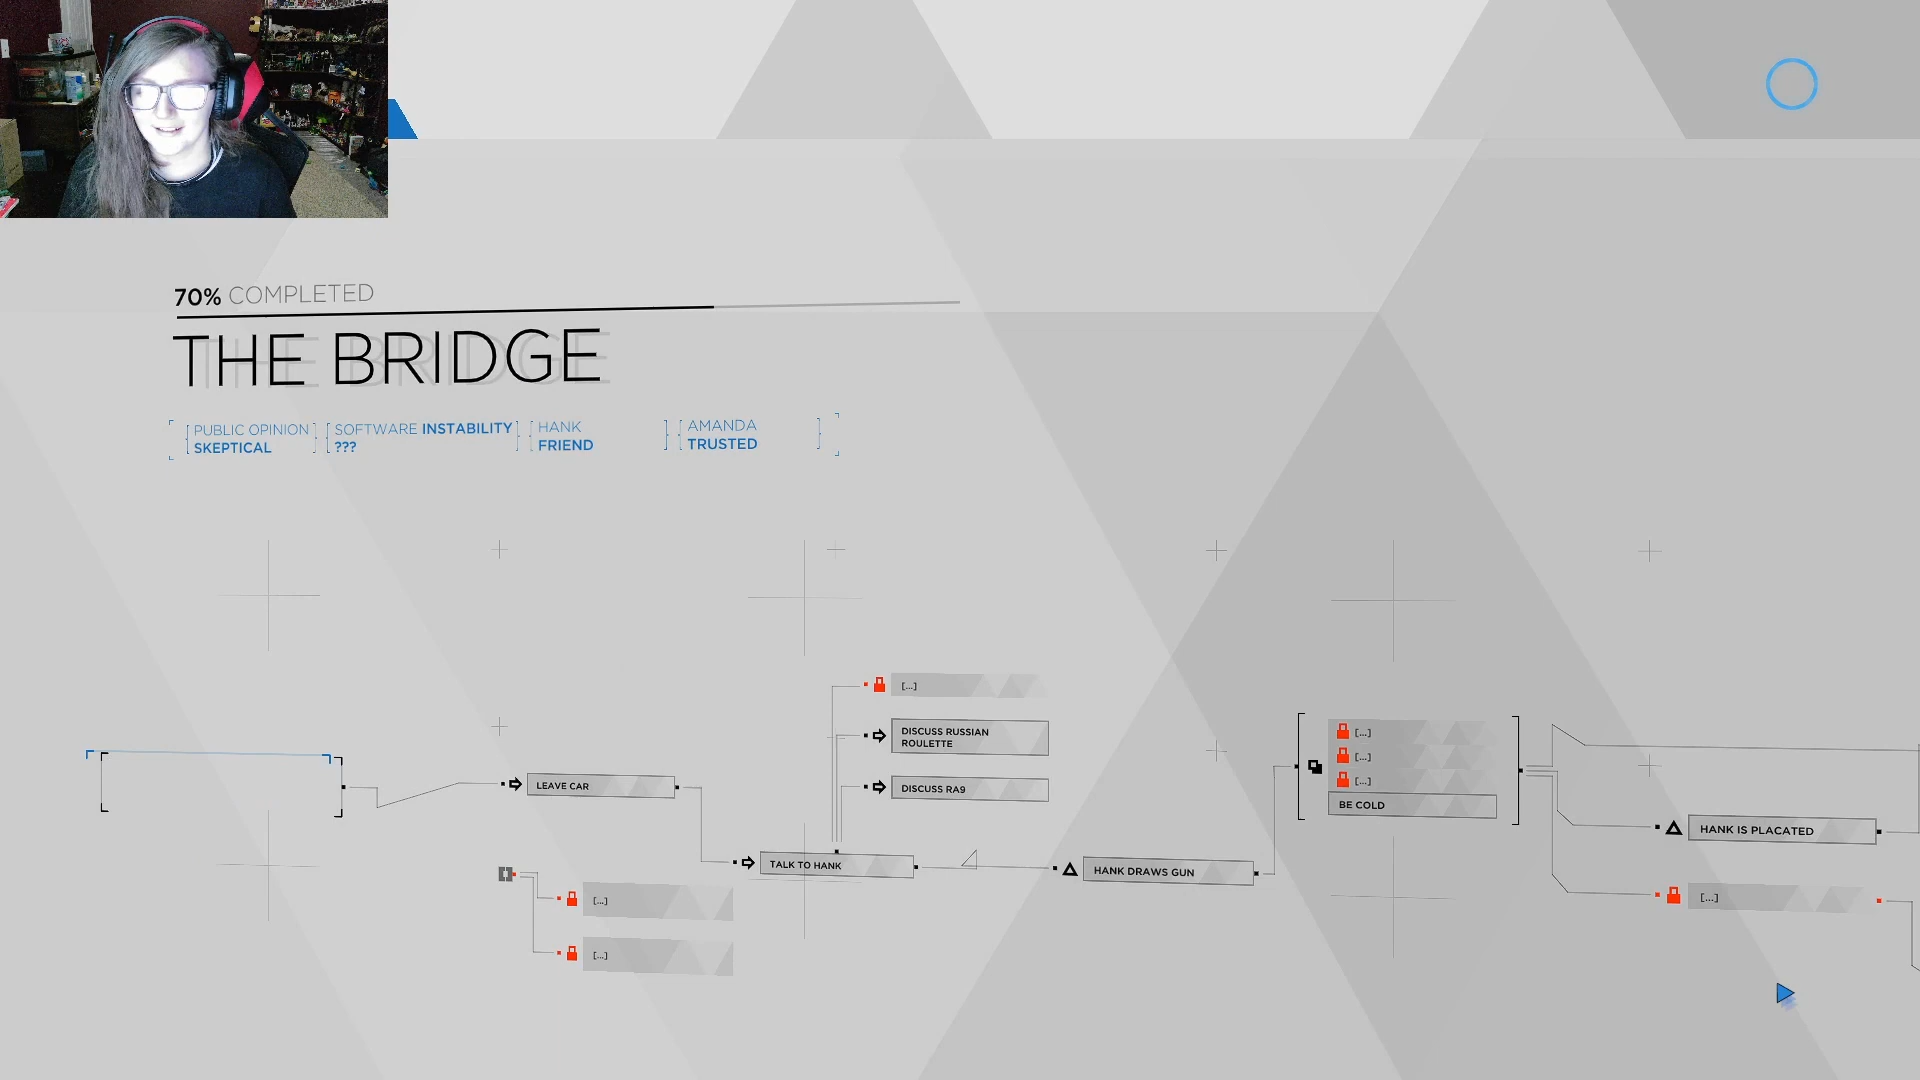 70% COMPLETED
THE BRIDGE
PUBLIC OPINION
SKEPTICAL
SOFTWARE INSTABILITY
???
HANK
FRIEND
AMANDA
TRUSTED
[...]
DISCUSS RUSSIAN
ROULETTE
DISCUSS RA9
LEAVE CAR
TALK TO HANK
HANK DRAWS GUN
[...]
[...]
[...]
[...]
[...]
BE COLD
HANK IS PLACATED
[...]